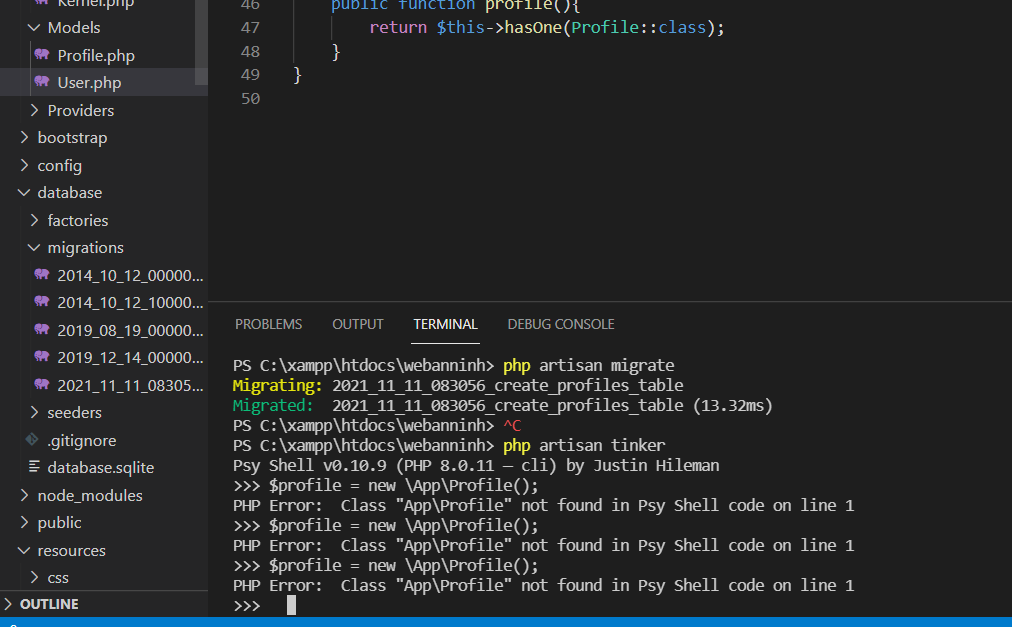 Kernel.php
Models
Profile.php
User.php
Providers
bootstrap
config
database
factories
migrations
2014_10_12_00000...
2014_10_12_10000...
2019_08_19_00000...
2019_12_14_00000...
2021_11_11_08305...
seeders
.gitignore
database.sqlite
node_modules
public
resources
css
OUTLINE
46 public function profile(){
47 return $this->hasOne(Profile::class);
48 }
49 }
50
PROBLEMS OUTPUT TERMINAL DEBUG CONSOLE
PS C:\xampp\htdocs\webanninh> php artisan migrate
Migrating: 2021_11_11_083056_create_profiles_table
Migrated: 2021_11_11_083056_create_profiles_table (13.32ms)
PS C:\xampp\htdocs\webanninh> ^C
PS C:\xampp\htdocs\webanninh> php artisan tinker
Psy Shell v0.10.9 (PHP 8.0.11 — cli) by Justin Hileman
>>> $profile = new \App\Profile();
PHP Error:  Class "App\Profile" not found in Psy Shell code on line 1
>>> $profile = new \App\Profile();
PHP Error:  Class "App\Profile" not found in Psy Shell code on line 1
>>> $profile = new \App\Profile();
PHP Error:  Class "App\Profile" not found in Psy Shell code on line 1
>>>